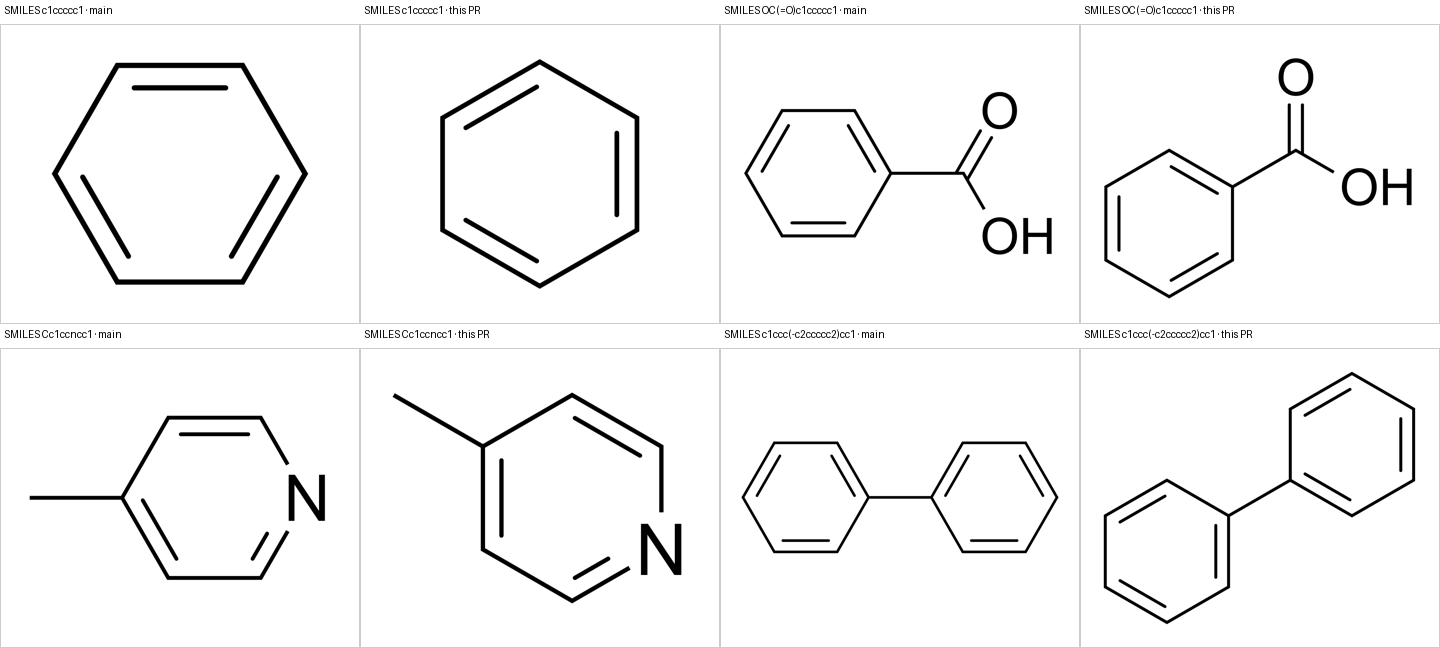 SMILES c1ccccc1 · main
SMILES c1ccccc1 · this PR
SMILES OC(=O)c1ccccc1 · main
SMILES OC(=O)c1ccccc1 · this PR
O
OH
O
OH
SMILES Cc1ccncc1 · main
SMILES Cc1ccncc1 · this PR
SMILES c1ccc(-c2ccccc2)cc1 · main
SMILES c1ccc(-c2ccccc2)cc1 · this PR
N
N